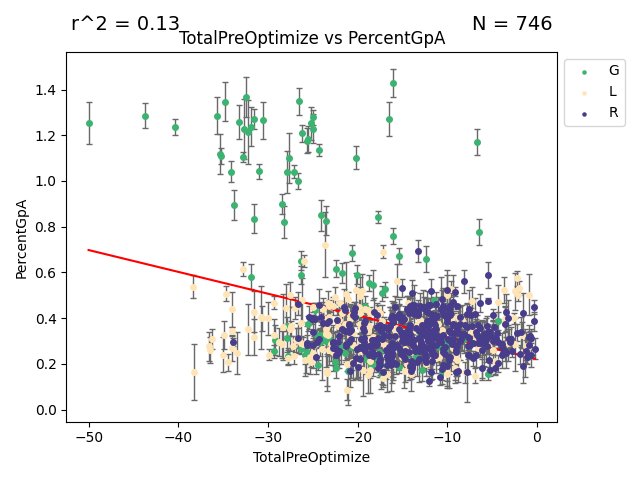 r^2 = 0.13
N = 746
TotalPreOptimize vs PercentGpA
G
L
R
PercentGpA
1.4
1.2
1.0
0.8
0.6
0.4
0.2
0.0
−50
−40
−30
−20
−10
0
TotalPreOptimize